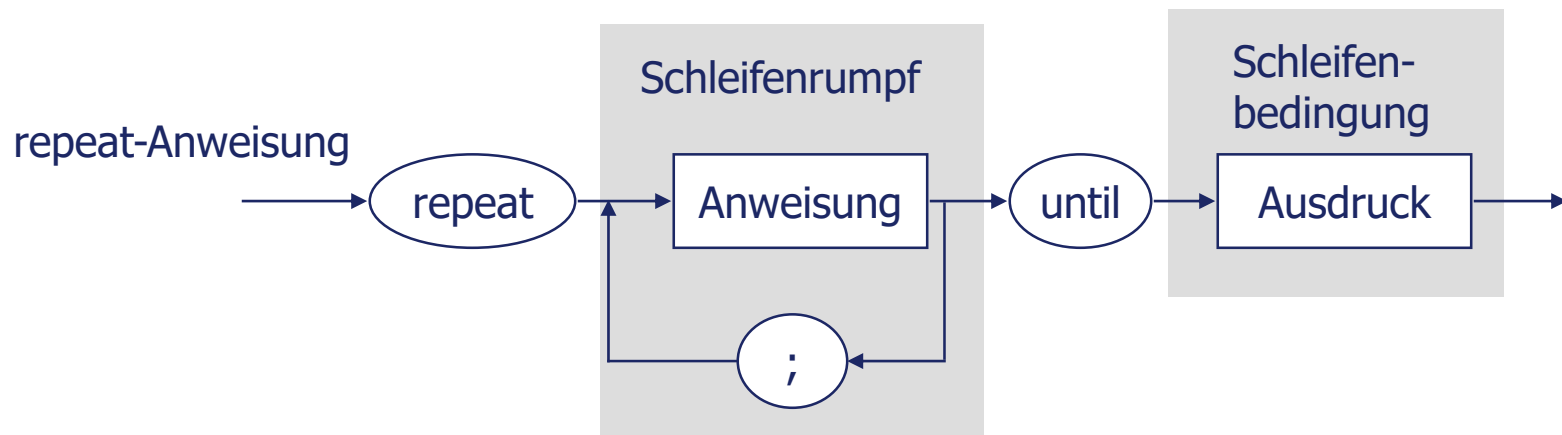 Schleifenrumpf
Schleifen-
bedingung
repeat-Anweisung
repeat
Anweisung
until
Ausdruck
;